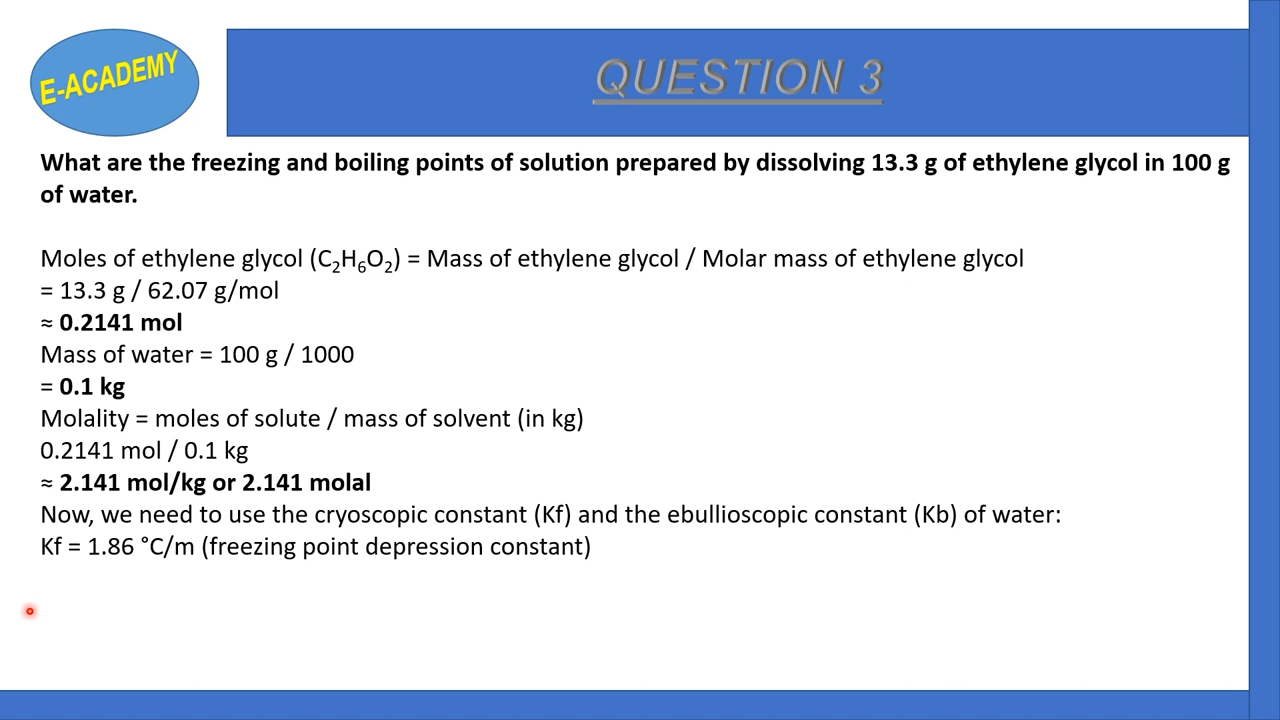 E-ACADEMY
QUESTION 3
What are the freezing and boiling points of solution prepared by dissolving 13.3 g of ethylene glycol in 100 g
of water.
Moles of ethylene glycol (C₂H₆O₂) = Mass of ethylene glycol / Molar mass of ethylene glycol
= 13.3 g / 62.07 g/mol
≈ 0.2141 mol
Mass of water = 100 g / 1000
= 0.1 kg
Molality = moles of solute / mass of solvent (in kg)
0.2141 mol / 0.1 kg
≈ 2.141 mol/kg or 2.141 molal
Now, we need to use the cryoscopic constant (Kf) and the ebullioscopic constant (Kb) of water:
Kf = 1.86 °C/m (freezing point depression constant)